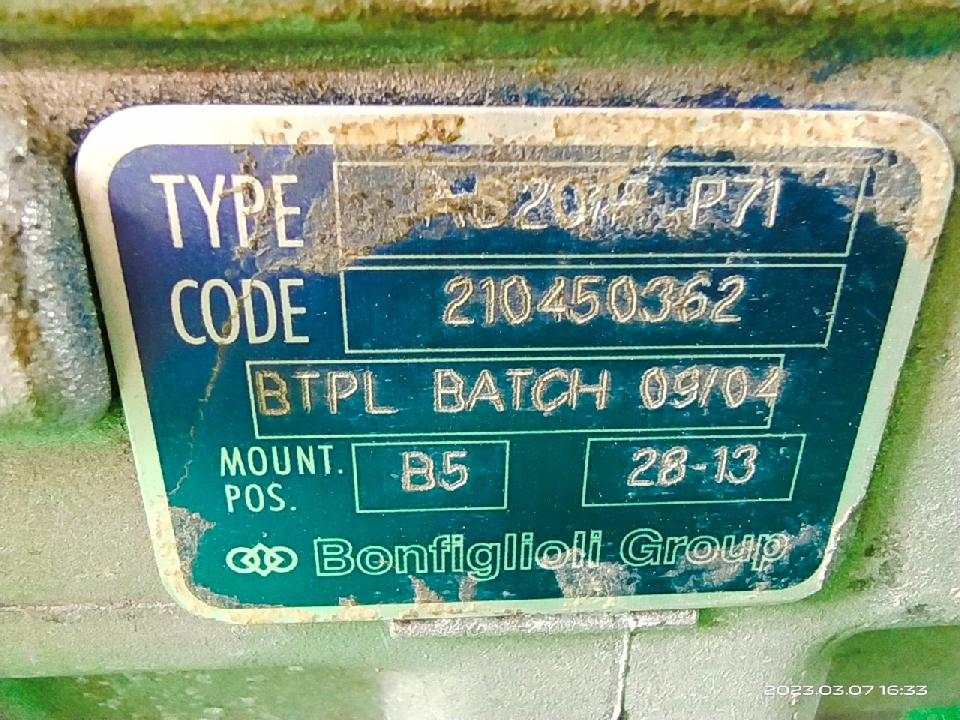 TYPE P71
CODE 210450362
BTPL BATCH 09/04
MOUNT. POS. B5 28-13
Bonfiglioli Group
2023.03.07 16:33